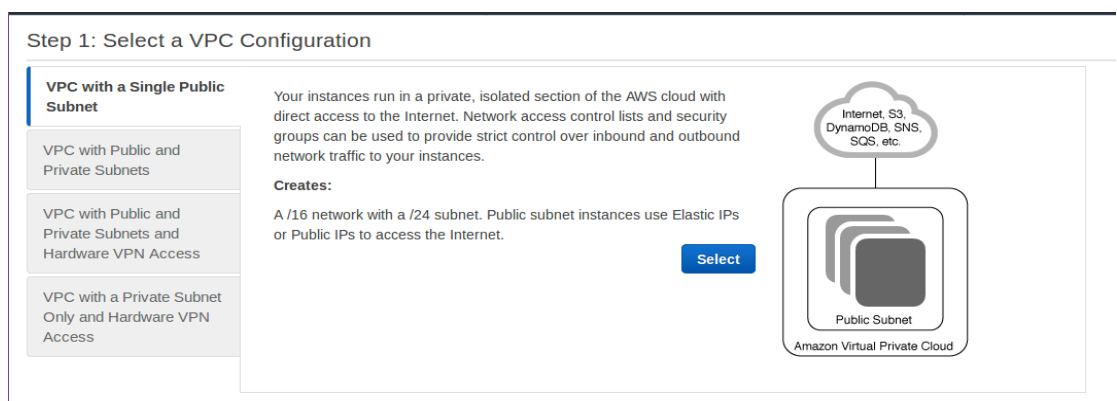 Step 1: Select a VPC Configuration
VPC with a Single Public
Subnet
VPC with Public and
Private Subnets
VPC with Public and
Private Subnets and
Hardware VPN Access
VPC with a Private Subnet
Only and Hardware VPN
Access
Your instances run in a private, isolated section of the AWS cloud with
direct access to the Internet. Network access control lists and security
groups can be used to provide strict control over inbound and outbound
network traffic to your instances.
Creates:
A /16 network with a /24 subnet. Public subnet instances use Elastic IPs
or Public IPs to access the Internet.
Select
Internet, S3,
DynamoDB, SNS,
SQS, etc.
Public Subnet
Amazon Virtual Private Cloud